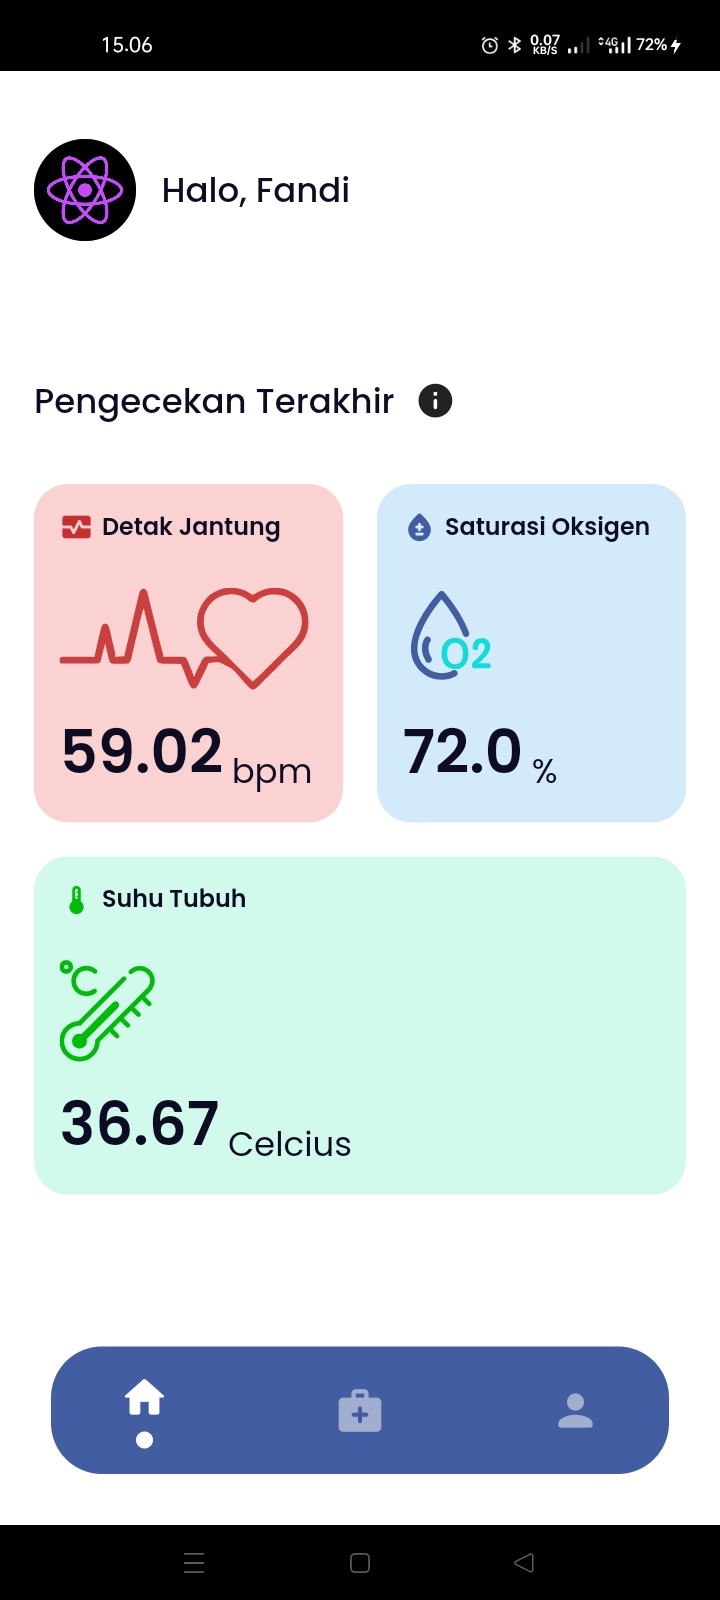 15.06
0.07
KB/S
4G
72%
Halo, Fandi
Pengecekan Terakhir
Detak Jantung
59.02 bpm
Saturasi Oksigen
O2
72.0 %
Suhu Tubuh
°C
36.67 Celcius